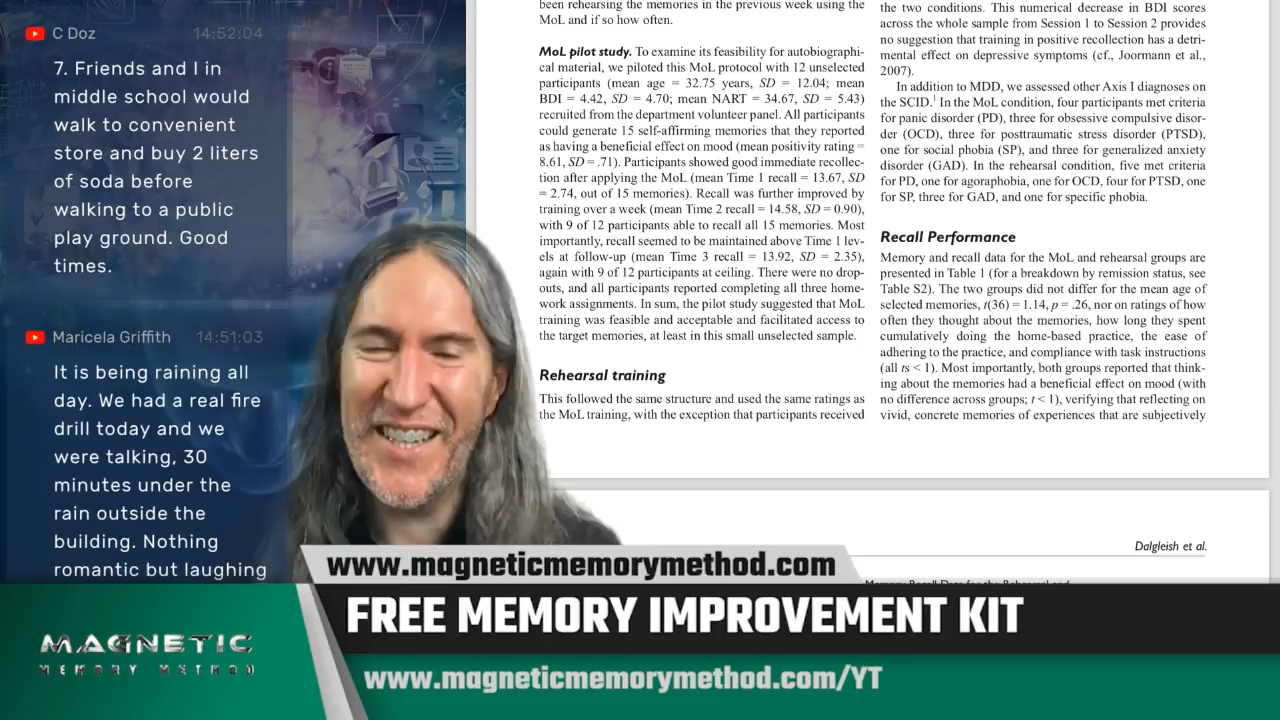 C Doz 14:52:04
7. Friends and I in
middle school would
walk to convenient
store and buy 2 liters
of soda before
walking to a public
play ground. Good
times.
Maricela Griffith 14:51:03
It is being raining all
day. We had a real fire
drill today and we
were talking, 30
minutes under the
rain outside the
building. Nothing
romantic but laughing
been rehearsing the memories in the previous week using the
MoL and if so how often.
MoL pilot study. To examine its feasibility for autobiographi-
cal material, we piloted this MoL protocol with 12 unselected
participants (mean age = 32.75 years, SD = 12.04; mean
BDI = 4.42, SD = 4.70; mean NART = 34.67, SD = 5.43)
recruited from the department volunteer panel. All participants
could generate 15 self-affirming memories that they reported
as having a beneficial effect on mood (mean positivity rating =
8.61, SD = .71). Participants showed good immediate recollec-
tion after applying the MoL (mean Time 1 recall = 13.67, SD
= 2.74, out of 15 memories). Recall was further improved by
training over a week (mean Time 2 recall = 14.58, SD = 0.90),
with 9 of 12 participants able to recall all 15 memories. Most
importantly, recall seemed to be maintained above Time 1 lev-
els at follow-up (mean Time 3 recall = 13.92, SD = 2.35),
again with 9 of 12 participants at ceiling. There were no drop-
outs, and all participants reported completing all three home-
work assignments. In sum, the pilot study suggested that MoL
training was feasible and acceptable and facilitated access to
the target memories, at least in this small unselected sample.
Rehearsal training
This followed the same structure and used the same ratings as
the MoL training, with the exception that participants received
the two conditions. This numerical decrease in BDI scores
across the whole sample from Session 1 to Session 2 provides
no suggestion that training in positive recollection has a detri-
mental effect on depressive symptoms (cf., Joormann et al.,
2007).
In addition to MDD, we assessed other Axis I diagnoses on
the SCID.1 In the MoL condition, four participants met criteria
for panic disorder (PD), three for obsessive compulsive disor-
der (OCD), three for posttraumatic stress disorder (PTSD),
one for social phobia (SP), and three for generalized anxiety
disorder (GAD). In the rehearsal condition, five met criteria
for PD, one for agoraphobia, one for OCD, four for PTSD, one
for SP, three for GAD, and one for specific phobia.
Recall Performance
Memory and recall data for the MoL and rehearsal groups are
presented in Table 1 (for a breakdown by remission status, see
Table S2). The two groups did not differ for the mean age of
selected memories, t(36) = 1.14, p = .26, nor on ratings of how
often they thought about the memories, how long they spent
cumulatively doing the home-based practice, the ease of
adhering to the practice, and compliance with task instructions
(all ts < 1). Most importantly, both groups reported that think-
ing about the memories had a beneficial effect on mood (with
no difference across groups; t < 1), verifying that reflecting on
vivid, concrete memories of experiences that are subjectively
Dalgleish et al.
www.magneticmemorymethod.com
FREE MEMORY IMPROVEMENT KIT
www.magneticmemorymethod.com/YT
MAGNETIC
MEMORY METHOD